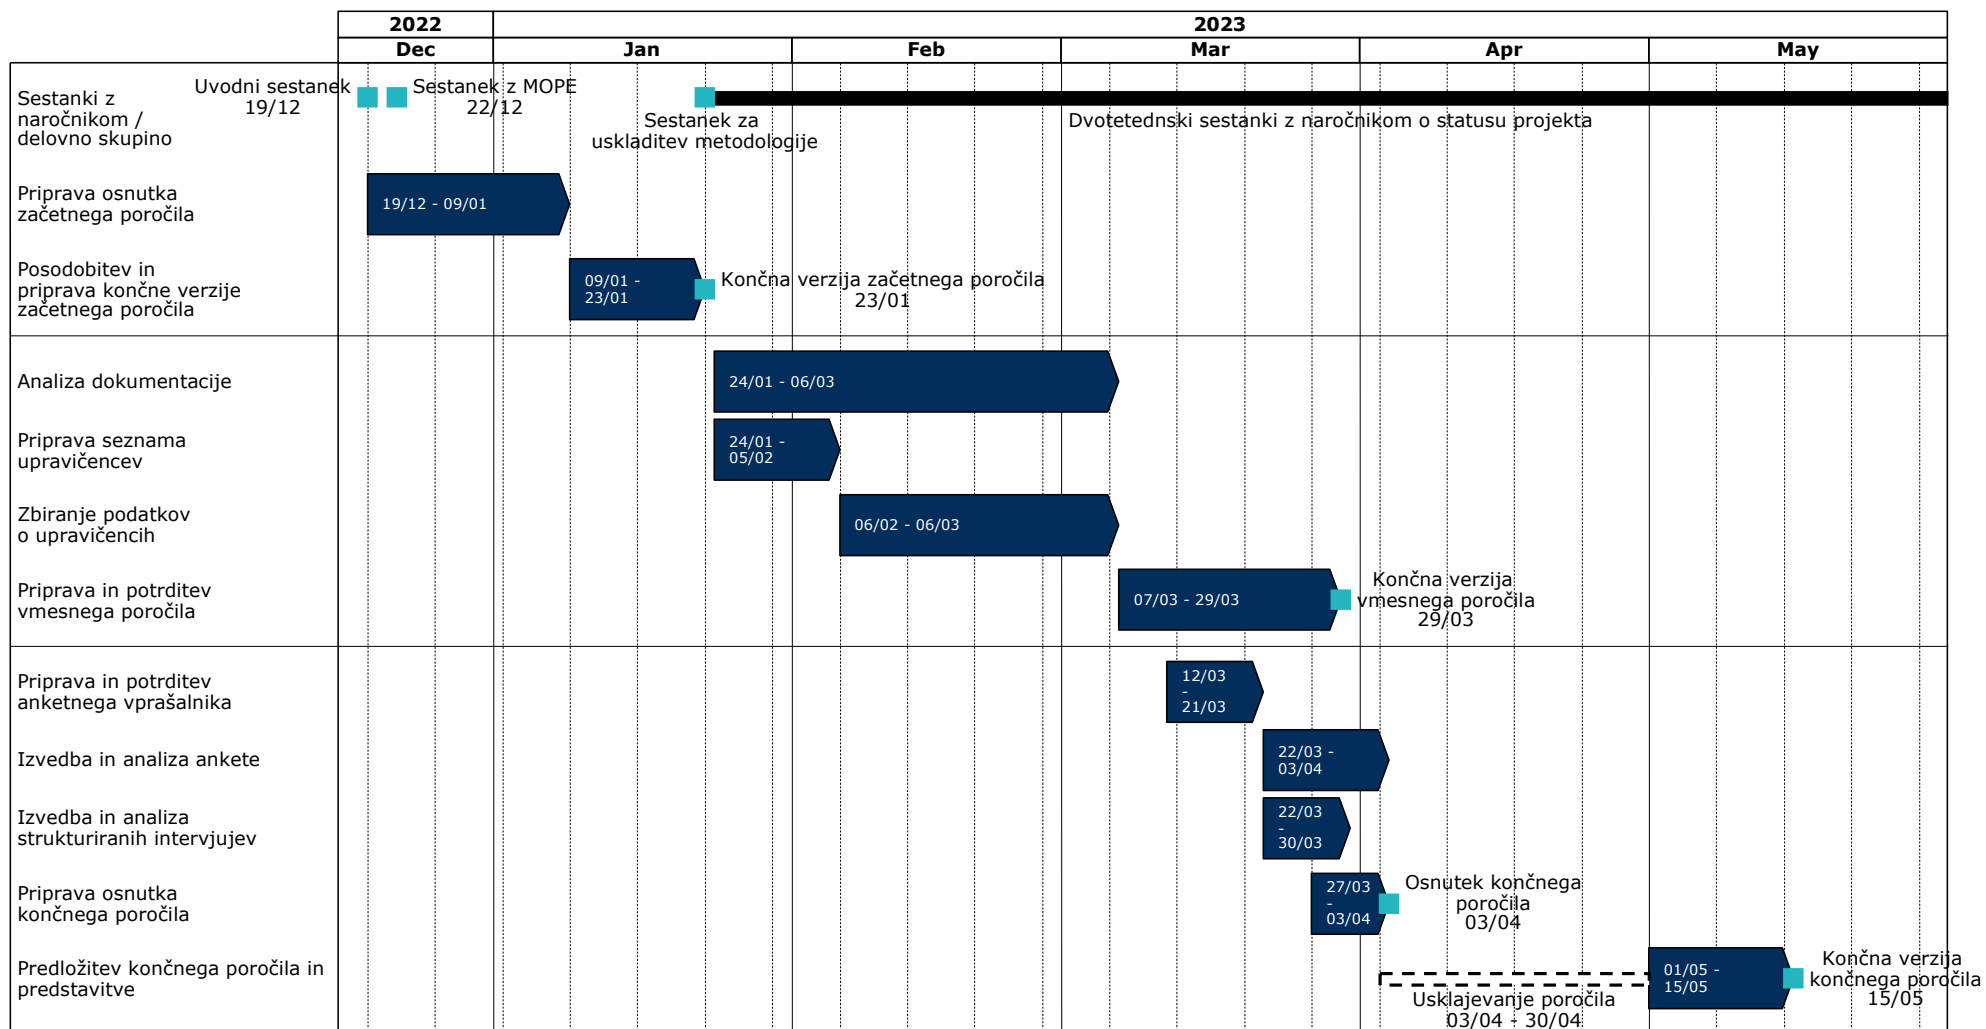 2022
2023
Dec
Jan
Feb
Mar
Apr
May
Sestanki z
naročnikom /
delovno skupino
Uvodni sestanek
19/12
Sestanek z MOPE
22/12
Sestanek za
uskladitev metodologije
Dvotetednski sestanki z naročnikom o statusu projekta
Priprava osnutka
začetnega poročila
19/12 - 09/01
Posodobitev in
priprava končne verzije
začetnega poročila
09/01 -
23/01
Končna verzija začetnega poročila
23/01
Analiza dokumentacije
24/01 - 06/03
Priprava seznama
upravičencev
24/01 -
05/02
Zbiranje podatkov
o upravičencih
06/02 - 06/03
Priprava in potrditev
vmesnega poročila
07/03 - 29/03
Končna verzija
vmesnega poročila
29/03
Priprava in potrditev
anketnega vprašalnika
12/03
-
21/03
Izvedba in analiza ankete
22/03 -
03/04
Izvedba in analiza
strukturiranih intervjujev
22/03
-
30/03
Priprava osnutka
končnega poročila
27/03
-
03/04
Osnutek končnega
poročila
03/04
Predložitev končnega poročila in
predstavitve
Usklajevanje poročila
03/04 - 30/04
01/05 -
15/05
Končna verzija
končnega poročila
15/05